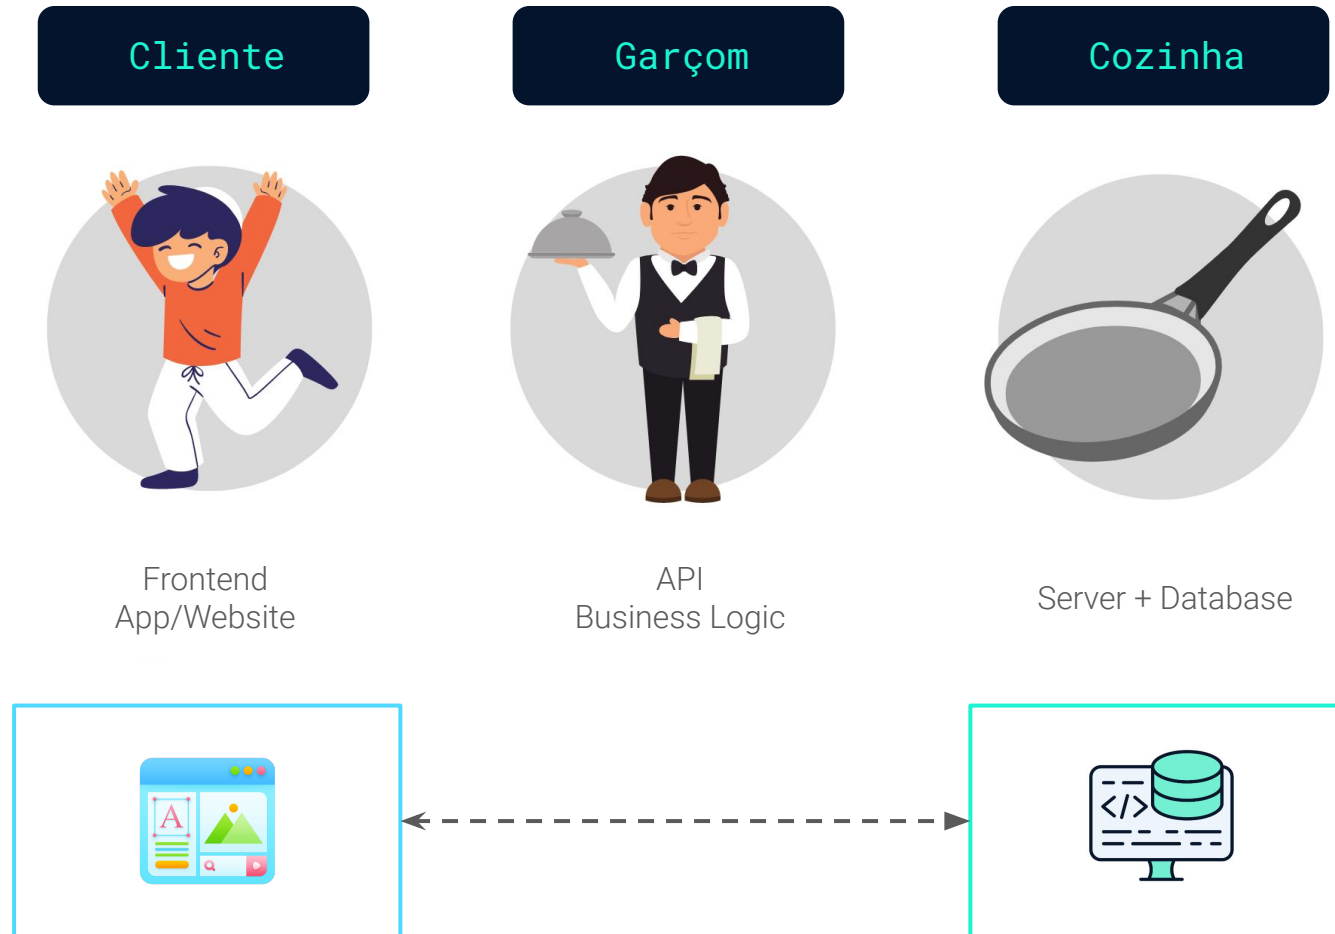 Cliente
Garçom
Cozinha
Frontend
App/Website
API
Business Logic
Server + Database
A
</>